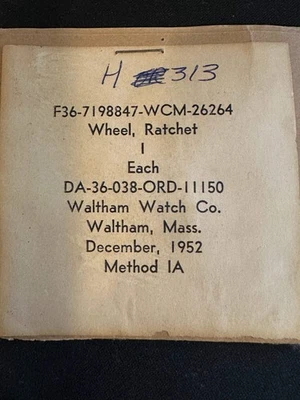 H 313
F36-7198847-WCM-26264
Wheel, Ratchet
1
Each
DA-36-038-ORD-11150
Waltham Watch Co.
Waltham, Mass.
December, 1952
Method IA